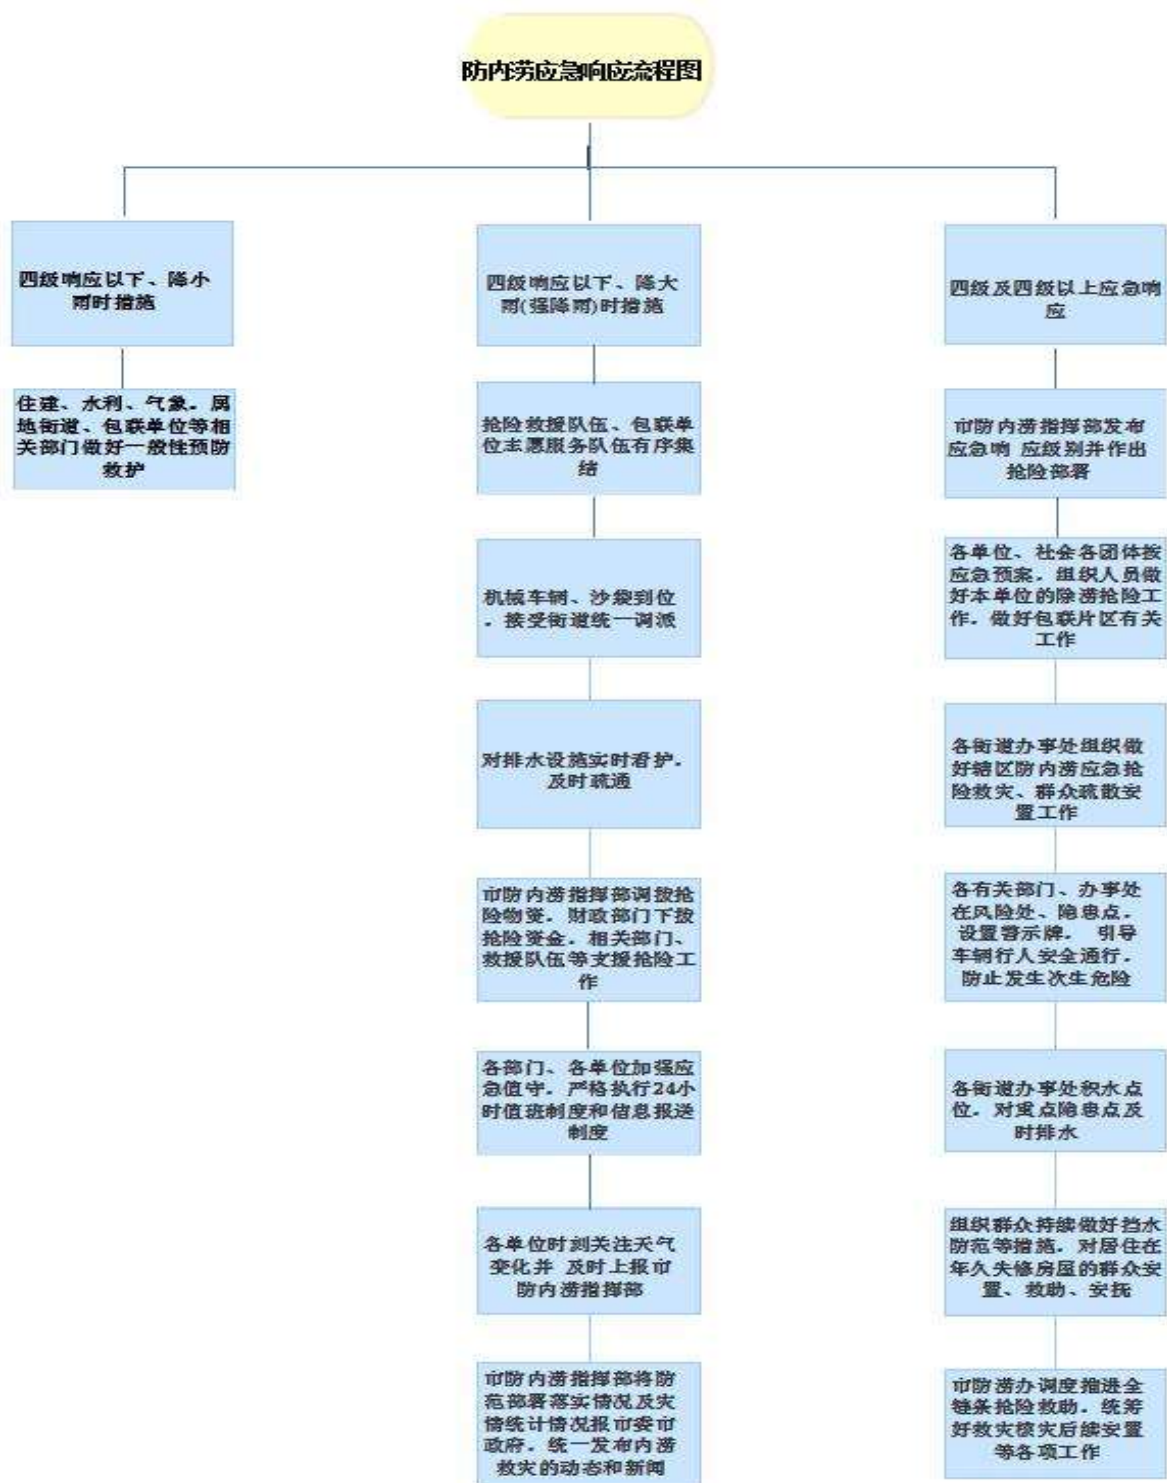 防内涝应急响应流程图
四级响应以下、降小
雨时措施
住建、水利、气象。属
地街道、包联单位等相
关部门做好一般性预防
救护
四级响应以下、降大
雨(强降雨)时措施
抢险救援队伍、包联单
位志愿服务队伍有序集
结
机械车辆、沙袋到位
。接受街道统一调派
对排水设施实时看护。
及时疏通
市防内涝指挥部调拨抢
险物资。财政部门下拨
抢险资金。相关部门、
救援队伍等支援抢险工
作
各部门、各单位加强应
急值守。严格执行24小
时值班制度和信息报送
制度
各单位时刻关注天气
变化并 及时上报市
防内涝指挥部
市防内涝指挥部将防
范部署落实情况及灾
情统计情况报市委市
政府。统一发布内涝
救灾的动态和新闻
四级及四级以上应急响
应
市防内涝指挥部发布
应急响 应级别并作出
抢险部署
各单位、社会各团体按
应急预案。组织人员做
好本单位的除涝抢险工
作。做好包联片区有关
工作
各街道办事处组织做
好辖区防内涝应急抢
险救灾、群众疏散安
置工作
各有关部门、办事处
在风险处、隐患点。
设置警示牌。 引导
车辆行人安全通行。
防止发生次生危险
各街道办事处积水点
位。对重点隐患点及
时排水
组织群众持续做好挡水
防范等措施。对居住在
年久失修房屋的群众安
置、救助、安抚
市防涝办调度推进全
链条抢险救助。统筹
好救灾核灾后续安置
等各项工作